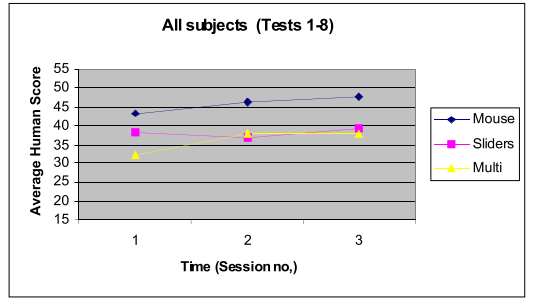 All subjects (Tests 1-8)
Average Human Score
55
50
45
40
35
30
25
20
15
1 2 3
Time (Session no,)
Mouse
Sliders
Multi